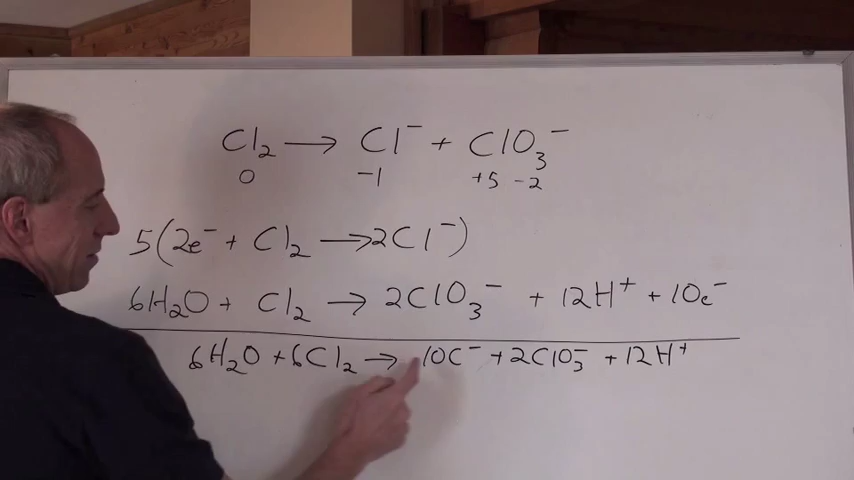 Cl₂ → Cl⁻ + ClO₃⁻
0 -1 +5 -2
5(2e⁻ + Cl₂ → 2Cl⁻)
6H₂O + Cl₂ → 2ClO₃⁻ + 12H⁺ + 10e⁻
6H₂O + 6Cl₂ → 10C⁻ + 2ClO₃⁻ + 12H⁺